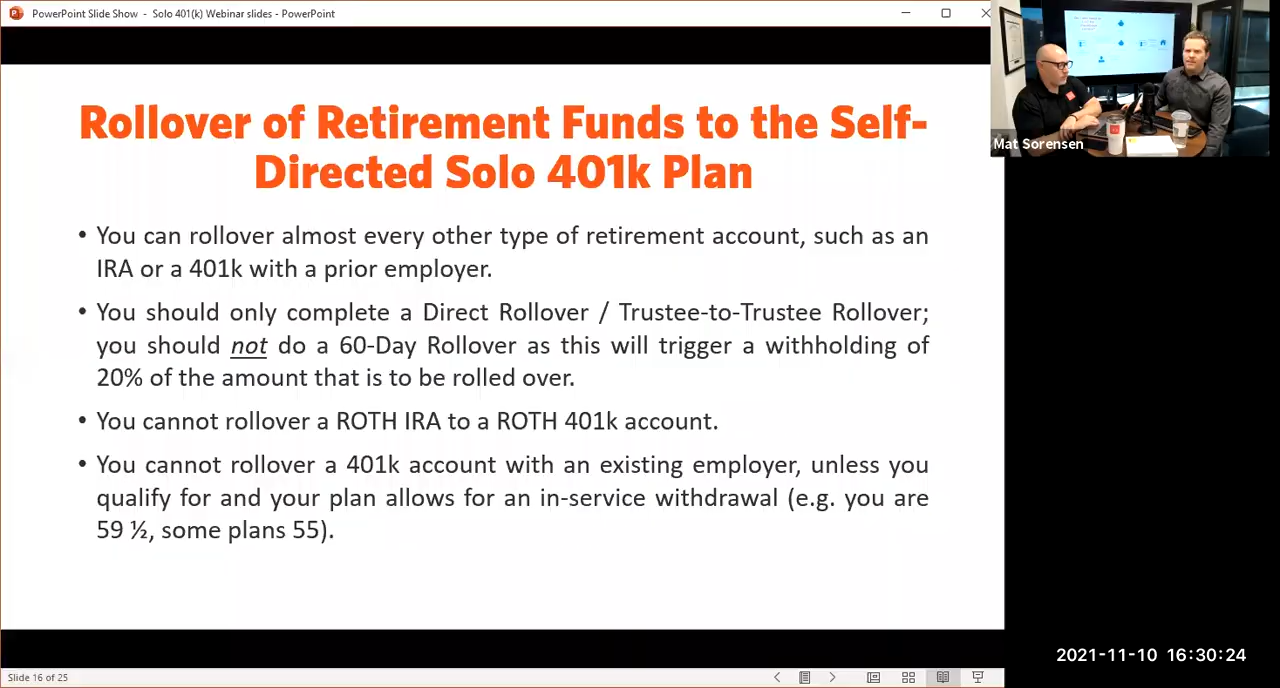 PowerPoint Slide Show - Solo 401(k) Webinar slides - PowerPoint
Rollover of Retirement Funds to the Self-
Directed Solo 401k Plan
• You can rollover almost every other type of retirement account, such as an
IRA or a 401k with a prior employer.
• You should only complete a Direct Rollover / Trustee-to-Trustee Rollover;
you should not do a 60-Day Rollover as this will trigger a withholding of
20% of the amount that is to be rolled over.
• You cannot rollover a ROTH IRA to a ROTH 401k account.
• You cannot rollover a 401k account with an existing employer, unless you
qualify for and your plan allows for an in-service withdrawal (e.g. you are
59 ½, some plans 55).
Mat Sorensen
2021-11-10 16:30:24
Slide 16 of 25